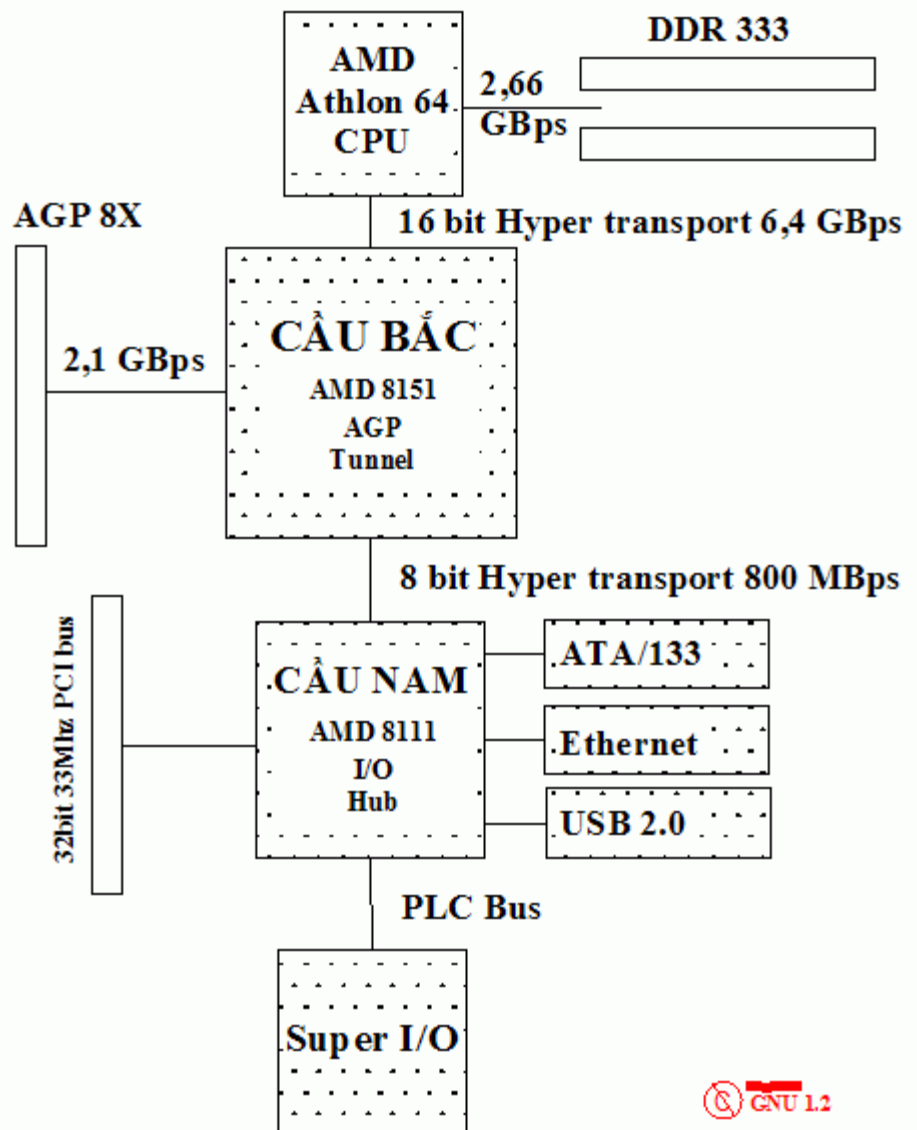 DDR 333
AMD
Athlon 64
CPU
2,66
GBps
AGP 8X
16 bit Hyper transport 6,4 GBps
CẦU BẮC
AMD 8151
AGP
Tunnel
2,1 GBps
8 bit Hyper transport 800 MBps
32bit 33Mhz PCI bus
CẦU NAM
AMD 8111
I/O
Hub
ATA/133
Ethernet
USB 2.0
PLC Bus
Super I/O
GNU 1.2